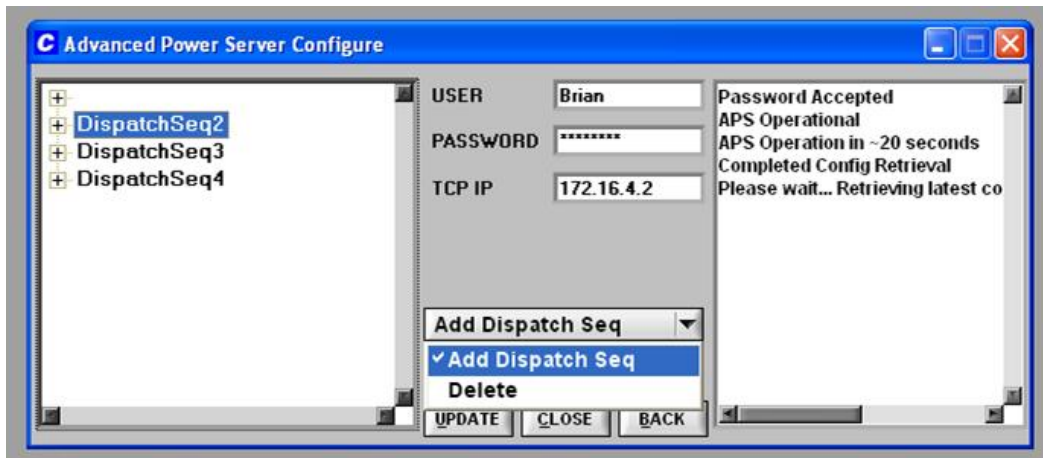 C Advanced Power Server Configure
DispatchSeq2
DispatchSeq3
DispatchSeq4
USER Brian
PASSWORD ********
TCP IP 172.16.4.2
Add Dispatch Seq
Add Dispatch Seq
Delete
UPDATE CLOSE BACK
Password Accepted
APS Operational
APS Operation in ~20 seconds
Completed Config Retrieval
Please wait... Retrieving latest co